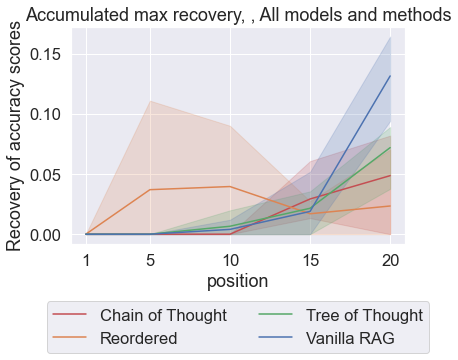 Accumulated max recovery, , All models and methods
Recovery of accuracy scores
0.15
0.10
0.05
0.00
1 5 10 15 20
position
Chain of Thought Tree of Thought
Reordered Vanilla RAG